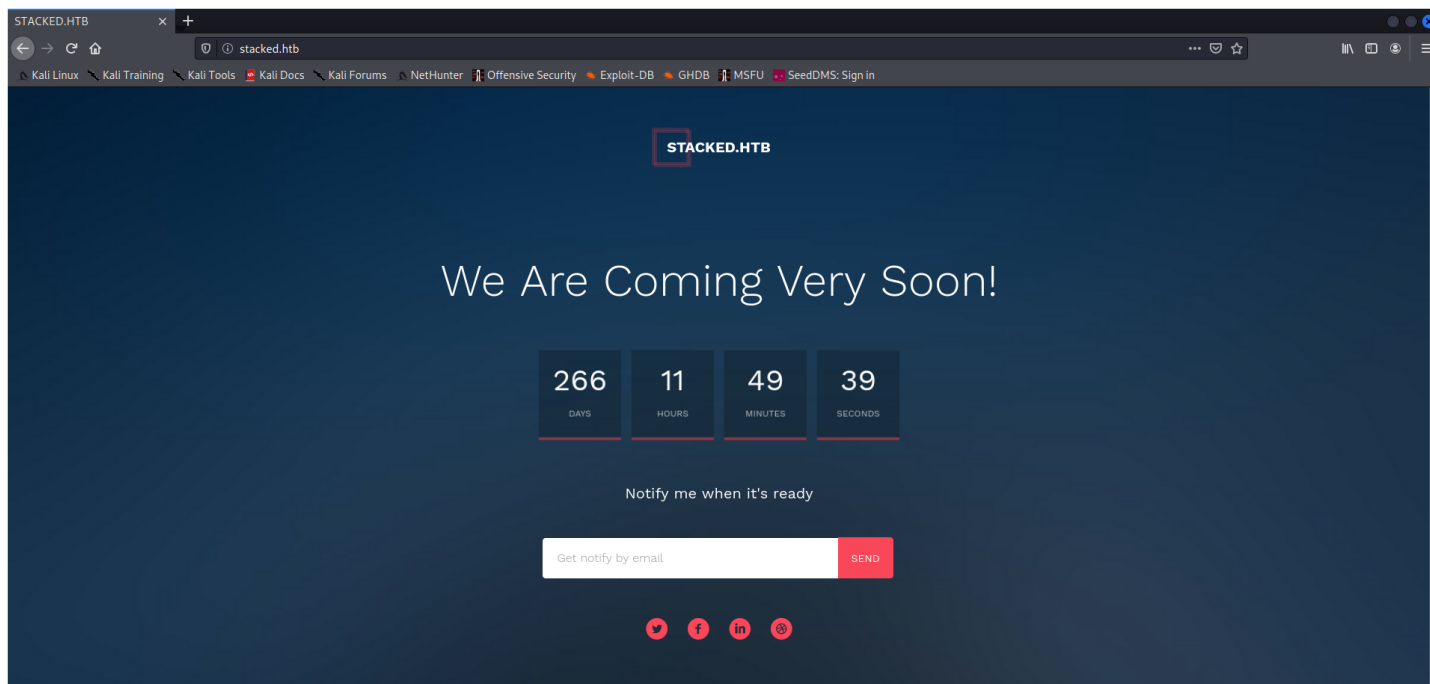 STACKED.HTB
stacked.htb
Kali Linux Kali Training Kali Tools Kali Docs Kali Forums NetHunter Offensive Security Exploit-DB GHDB MSFU SeedDMS: Sign in
STACKED.HTB
We Are Coming Very Soon!
266 11 49 39
DAYS HOURS MINUTES SECONDS
Notify me when it's ready
Get notify by email SEND